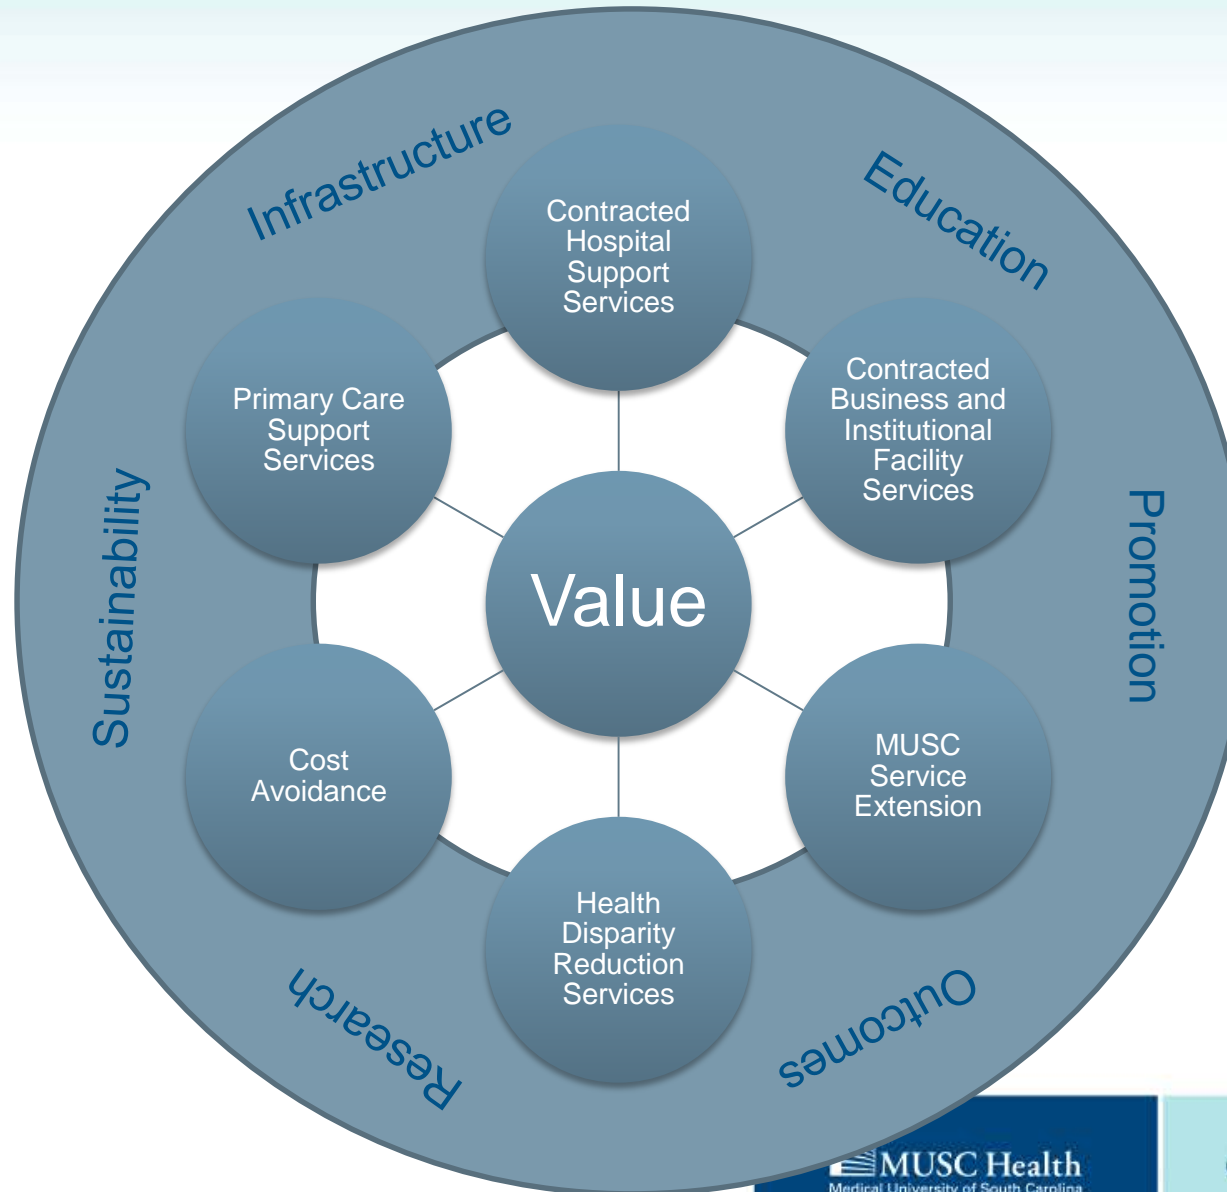 Infrastructure
Education
Contracted
Hospital
Support
Services
Primary Care
Support
Services
Contracted
Business and
Institutional
Facility
Services
Sustainability
Promotion
Value
Cost
Avoidance
MUSC
Service
Extension
Health
Disparity
Reduction
Services
Research
Outcomes
MUSC Health
Medical University of South Carolina